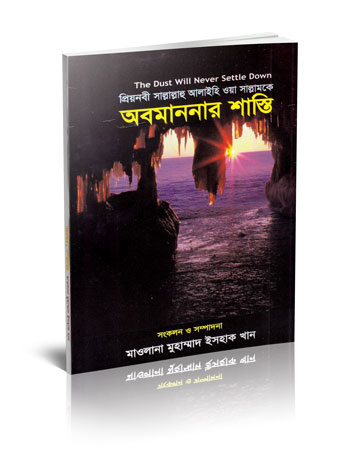 The Dust Will Never Settle Down
প্রিয়নবী সাল্লাল্লাহু আলাইহি ওয়া সাল্লামকে
অবমাননার শাস্তি
সংকলন ও সম্পাদনা
মাওলানা মুহাম্মাদ ইসহাক খান